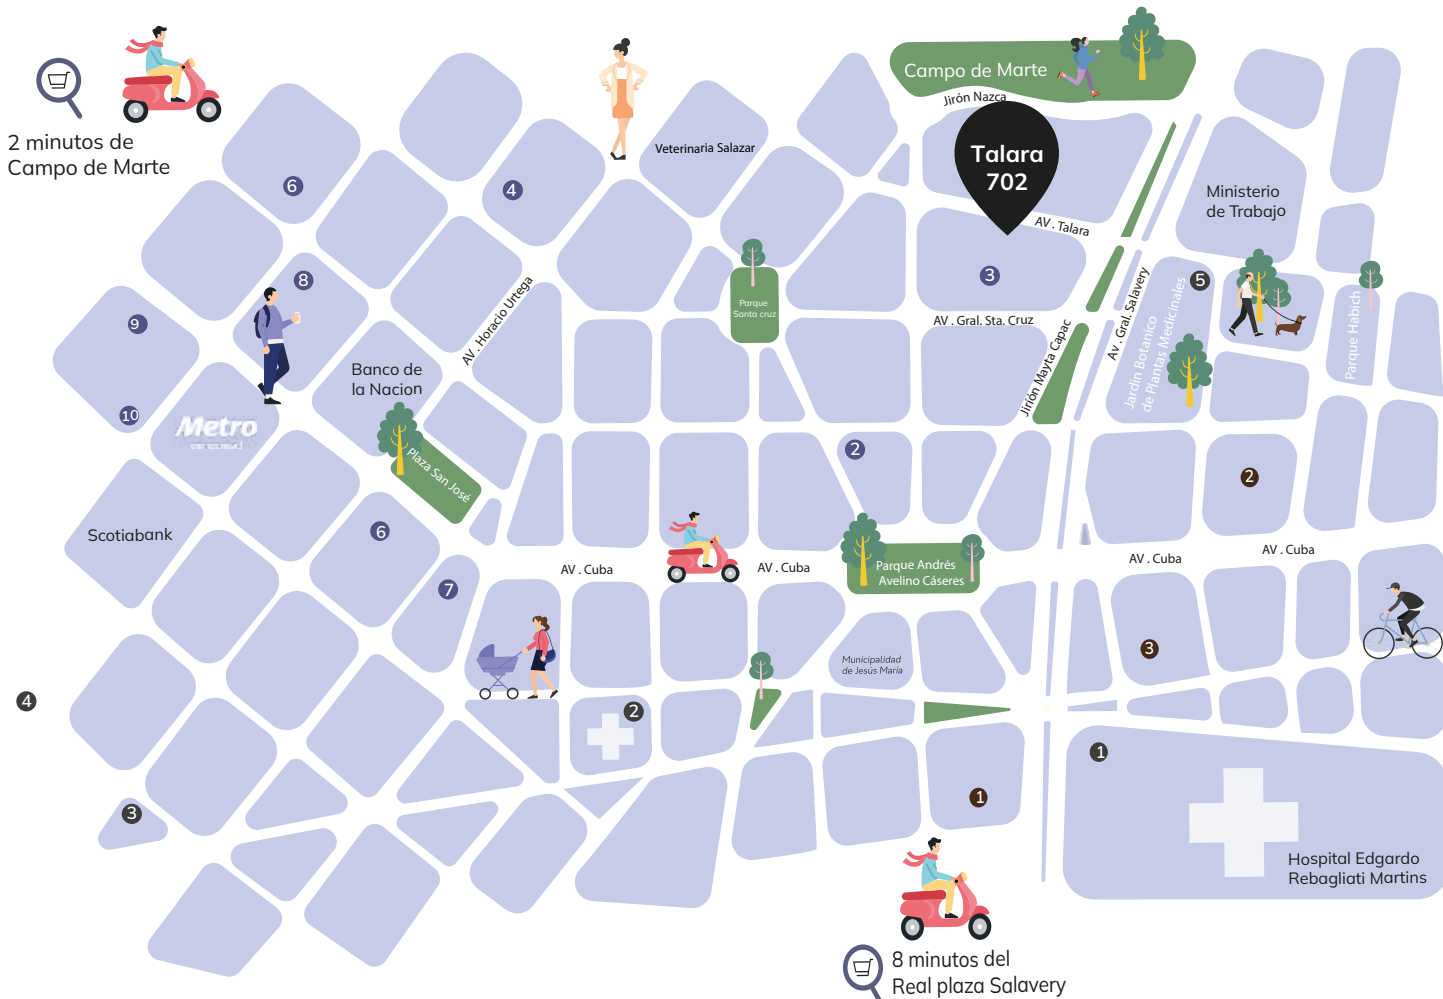 2 minutos de
Campo de Marte
Campo de Marte
Jirón Nazca
Talara
702
Veterinaria Salazar
6
4
Ministerio
de Trabajo
AV . Talara
3
5
8
9
10
AV . Horacio Urtega
Parque
Santa cruz
AV . Gral. Sta. Cruz
Jirión Mayta Capac
Av . Gral. Salavery
Jardin Botanico
de Plantas Medicinales
Parque Habich
Banco de
la Nacion
Metro
Plaza San José
2
2
Scotiabank
6
7
AV . Cuba
AV . Cuba
AV . Cuba
AV . Cuba
Parque Andrés
Avelino Cáseres
Municipalidad
de Jesús María
3
4
2
1
3
1
Hospital Edgardo
Rebagliati Martins
8 minutos del
Real plaza Salavery